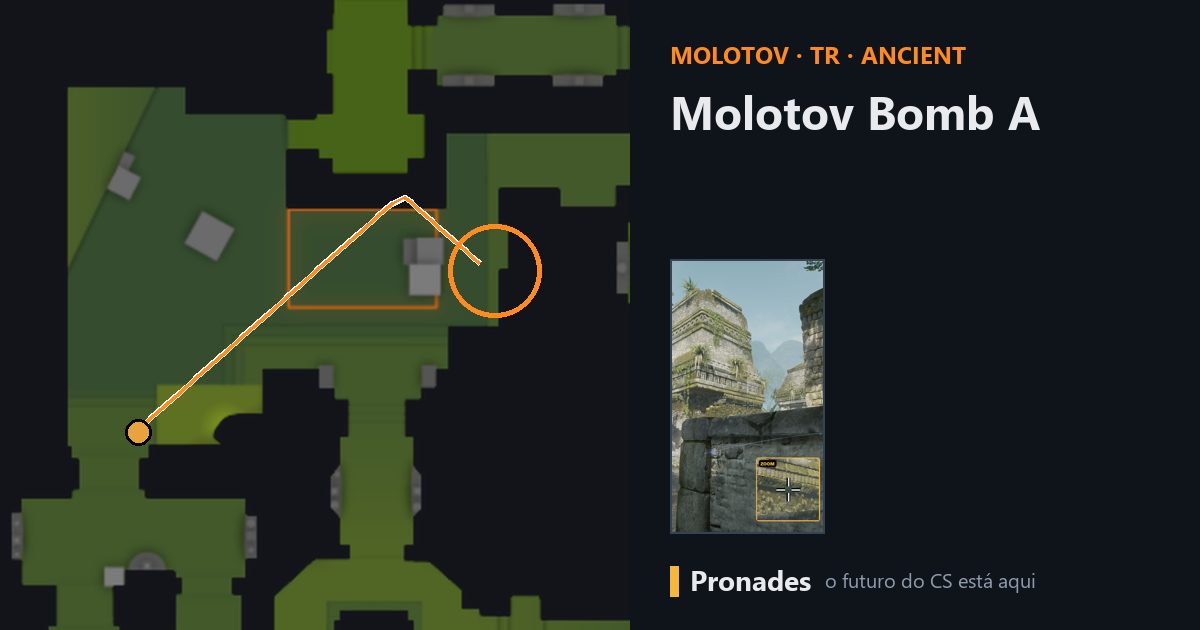 MOLOTOV · TR · ANCIENT
Molotov Bomb A
ZOOM
Pronades o futuro do CS está aqui